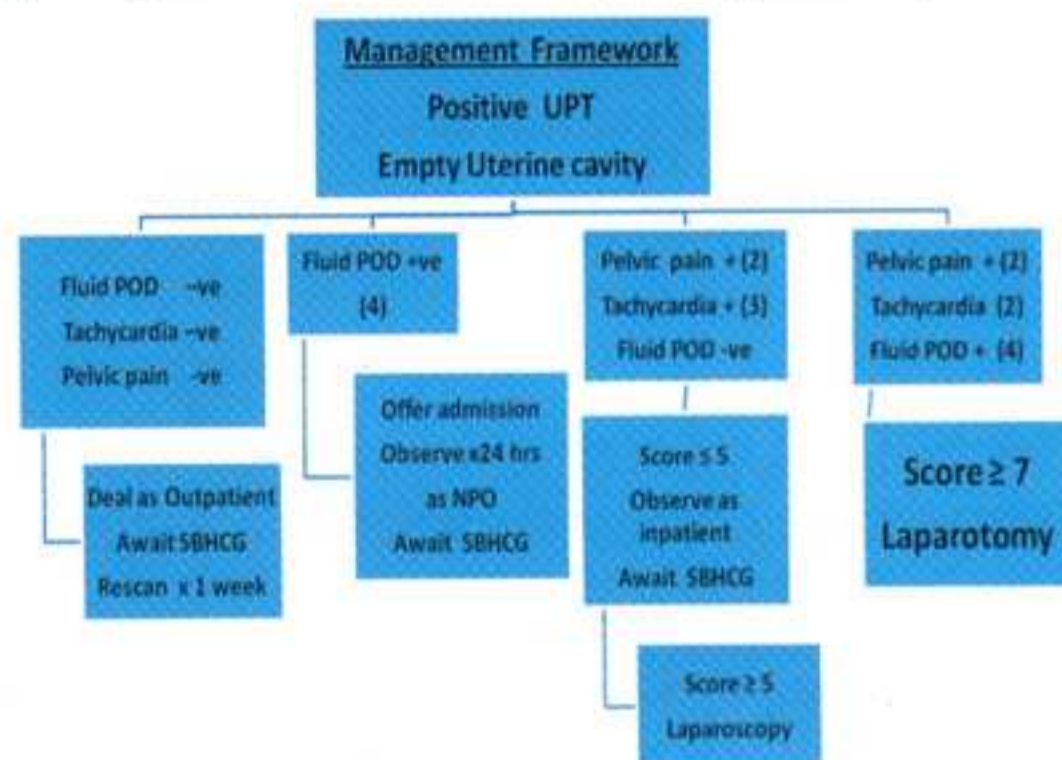 Management Framework
Positive UPT
Empty Uterine cavity
Fluid POD –ve
Tachycardia –ve
Pelvic pain -ve
Deal as Outpatient
Await SBHCG
Rescan x 1 week
Fluid POD +ve
(4)
Offer admission
Observe x24 hrs
as NPO
Await SBHCG
Pelvic pain + (2)
Tachycardia + (3)
Fluid POD -ve
Score ≤ 5
Observe as
inpatient
Await SBHCG
Score ≥ 5
Laparoscopy
Pelvic pain + (2)
Tachycardia (2)
Fluid POD + (4)
Score ≥ 7
Laparotomy